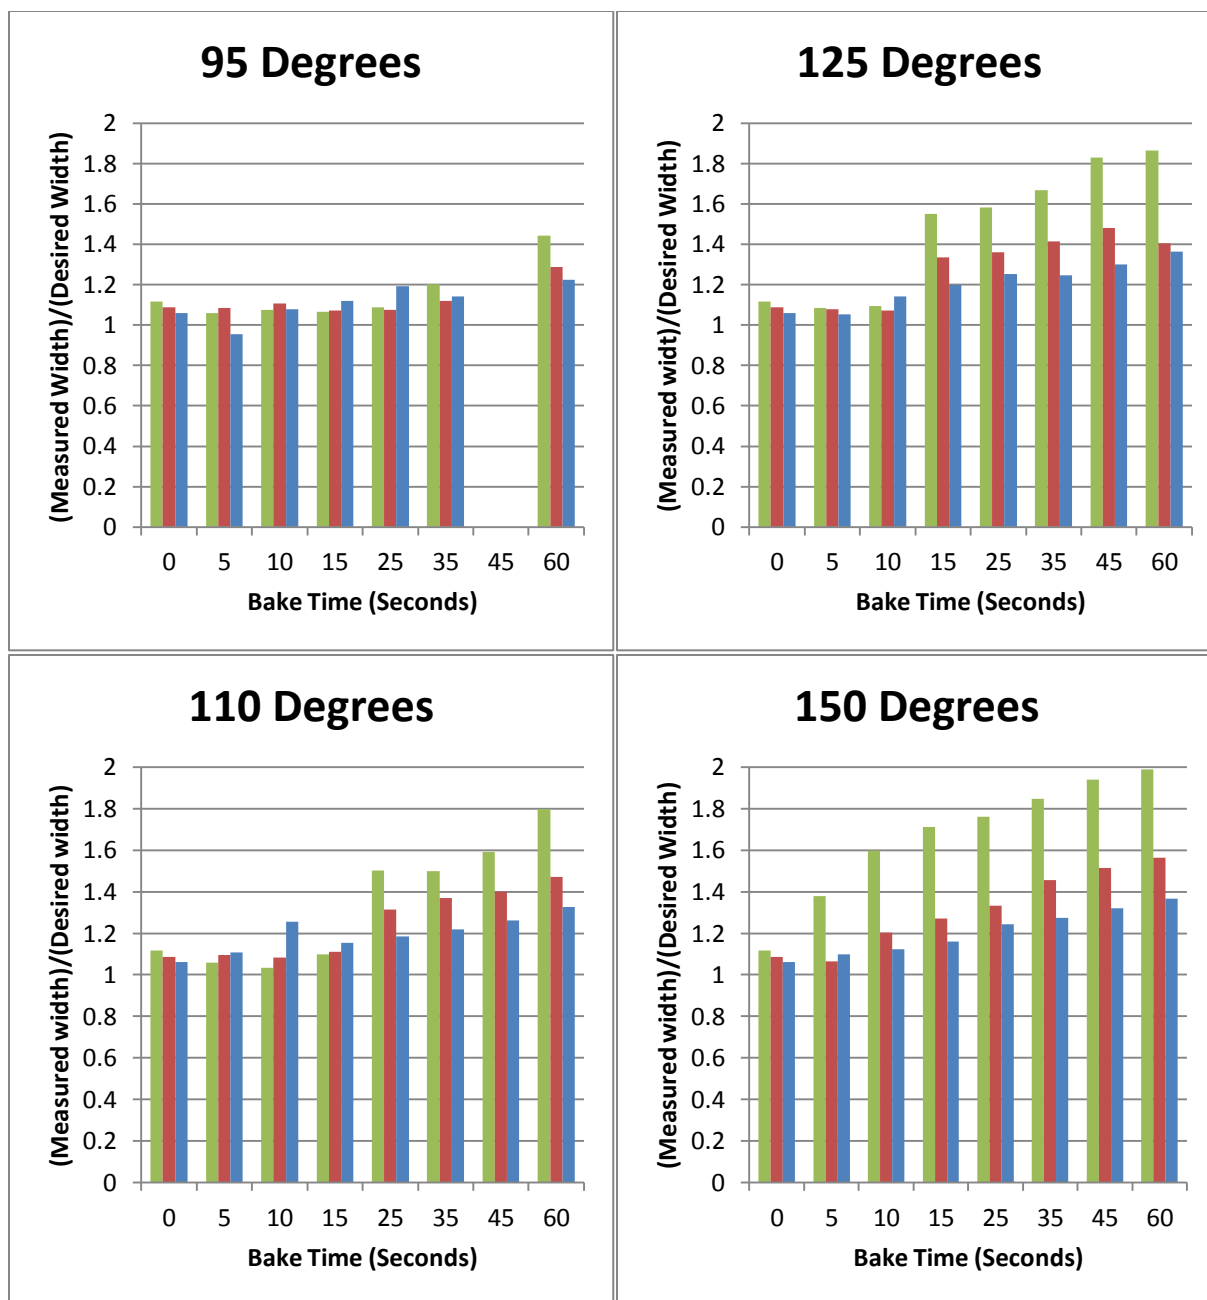 95 Degrees
(Measured Width)/(Desired Width)
2
1.8
1.6
1.4
1.2
1
0.8
0.6
0.4
0.2
0
0 5 10 15 25 35 45 60
Bake Time (Seconds)
125 Degrees
(Measured widt)/(Desired Width)
2
1.8
1.6
1.4
1.2
1
0.8
0.6
0.4
0.2
0
0 5 10 15 25 35 45 60
Bake Time (Seconds)
110 Degrees
(Measured width)/(Desired width)
2
1.8
1.6
1.4
1.2
1
0.8
0.6
0.4
0.2
0
0 5 10 15 25 35 45 60
Bake Time (Seconds)
150 Degrees
(Measured width)/(Desired Width)
2
1.8
1.6
1.4
1.2
1
0.8
0.6
0.4
0.2
0
0 5 10 15 25 35 45 60
Bake Time (Seconds)